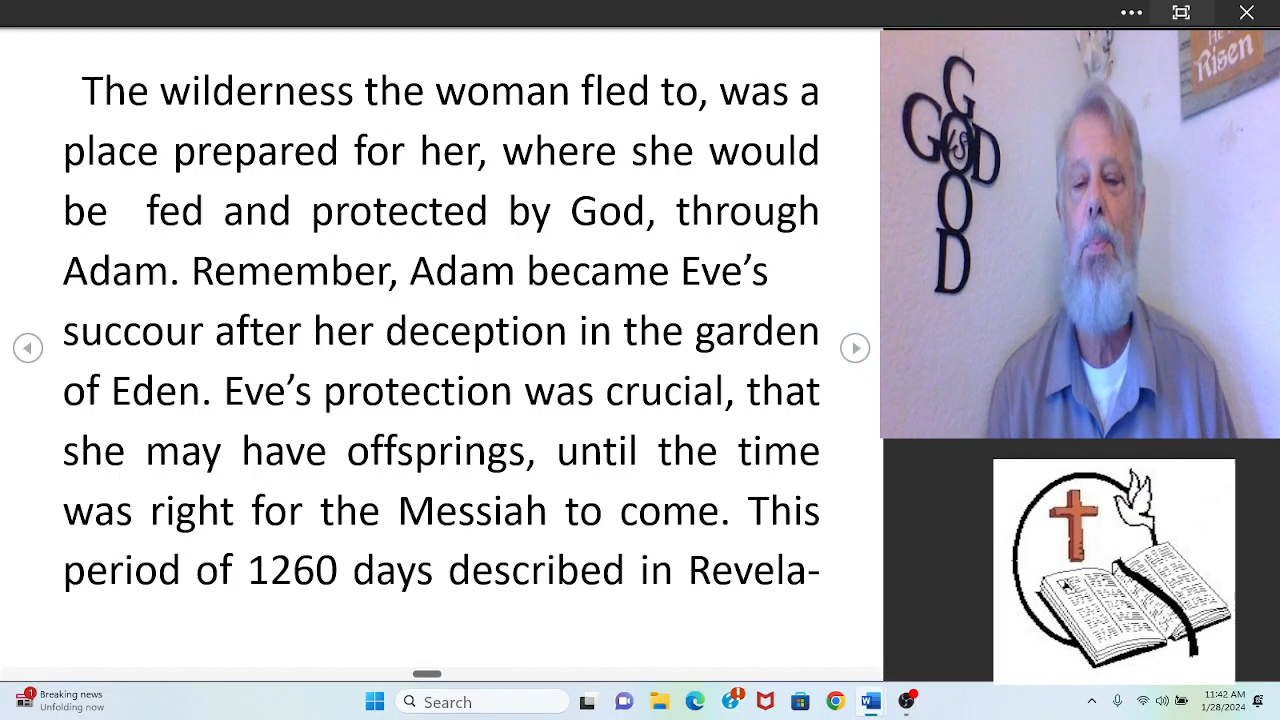 The wilderness the woman fled to, was a
place prepared for her, where she would
be fed and protected by God, through
Adam. Remember, Adam became Eve’s
succour after her deception in the garden
of Eden. Eve’s protection was crucial, that
she may have offsprings, until the time
was right for the Messiah to come. This
period of 1260 days described in Revela-
GOD
IS
GOOD
He
Risen
1
Breaking news
Unfolding now
Search
11:42 AM
1/28/2024